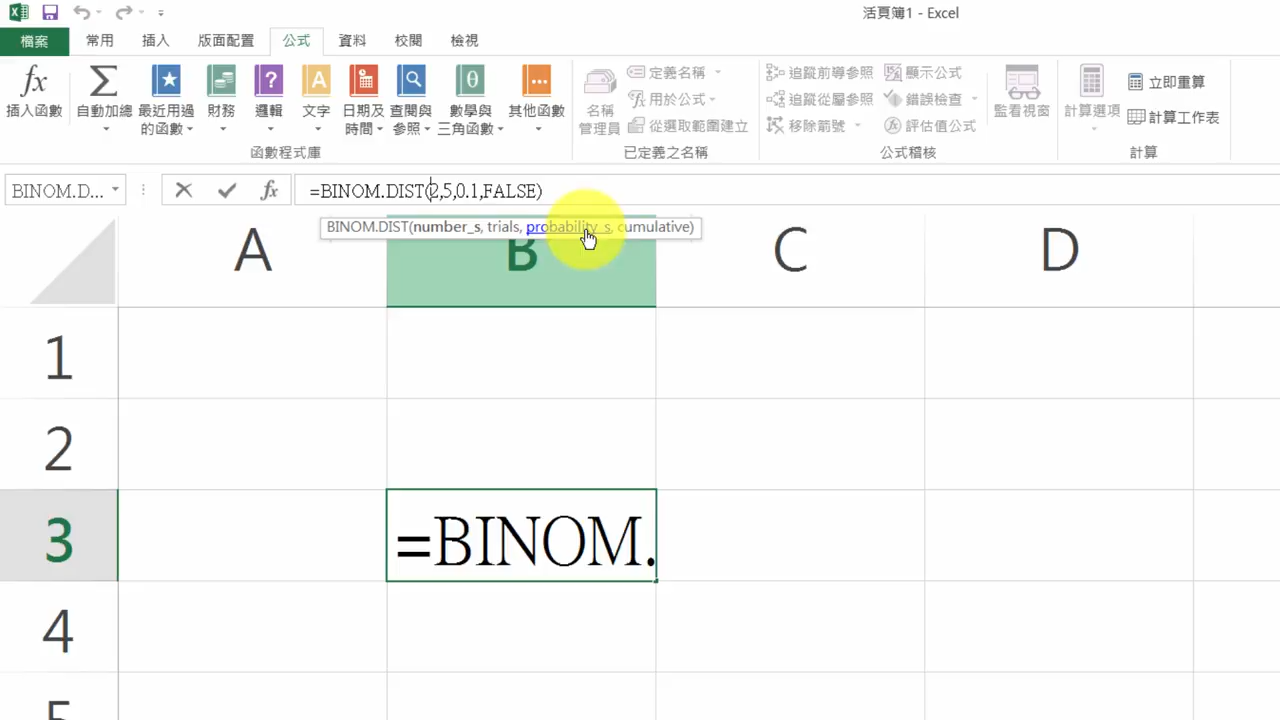 活頁簿1 - Excel
檔案 常用 插入 版面配置 公式 資料 校閱 檢視
fx 插入函數
Σ 自動加總
最近用過的函數
財務
? 邏輯
A 文字
日期及時間
查閱與參照
θ 數學與三角函數
其他函數
函數程式庫
名稱管理員
定義名稱
用於公式
從選取範圍建立
已定義之名稱
追蹤前導參照
追蹤從屬參照
移除箭號
顯示公式
錯誤檢查
評估值公式
監看視窗
公式稽核
計算選項
立即重算
計算工作表
計算
BINOM.D... fx =BINOM.DIST(2,5,0.1,FALSE)
BINOM.DIST(number_s, trials, probability_s, cumulative)
A B C D
1
2
3 =BINOM.
4
5